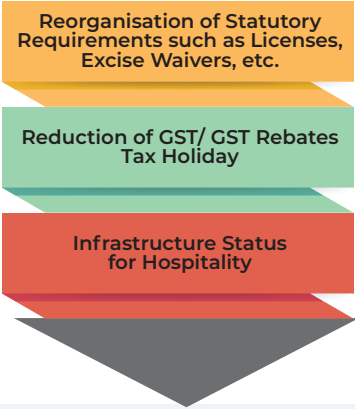 Reorganisation of Statutory
Requirements such as Licenses,
Excise Waivers, etc.
Reduction of GST/ GST Rebates
Tax Holiday
Infrastructure Status
for Hospitality